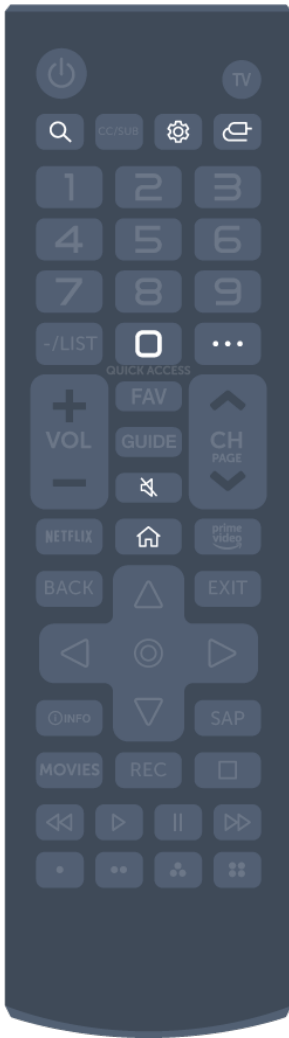 TV
CC/SUB
1 2 3
4 5 6
7 8 9
-/LIST 0 ...
QUICK ACCESS
FAV
VOL GUIDE CH
PAGE
NETFLIX prime
video
BACK EXIT
INFO SAP
MOVIES REC